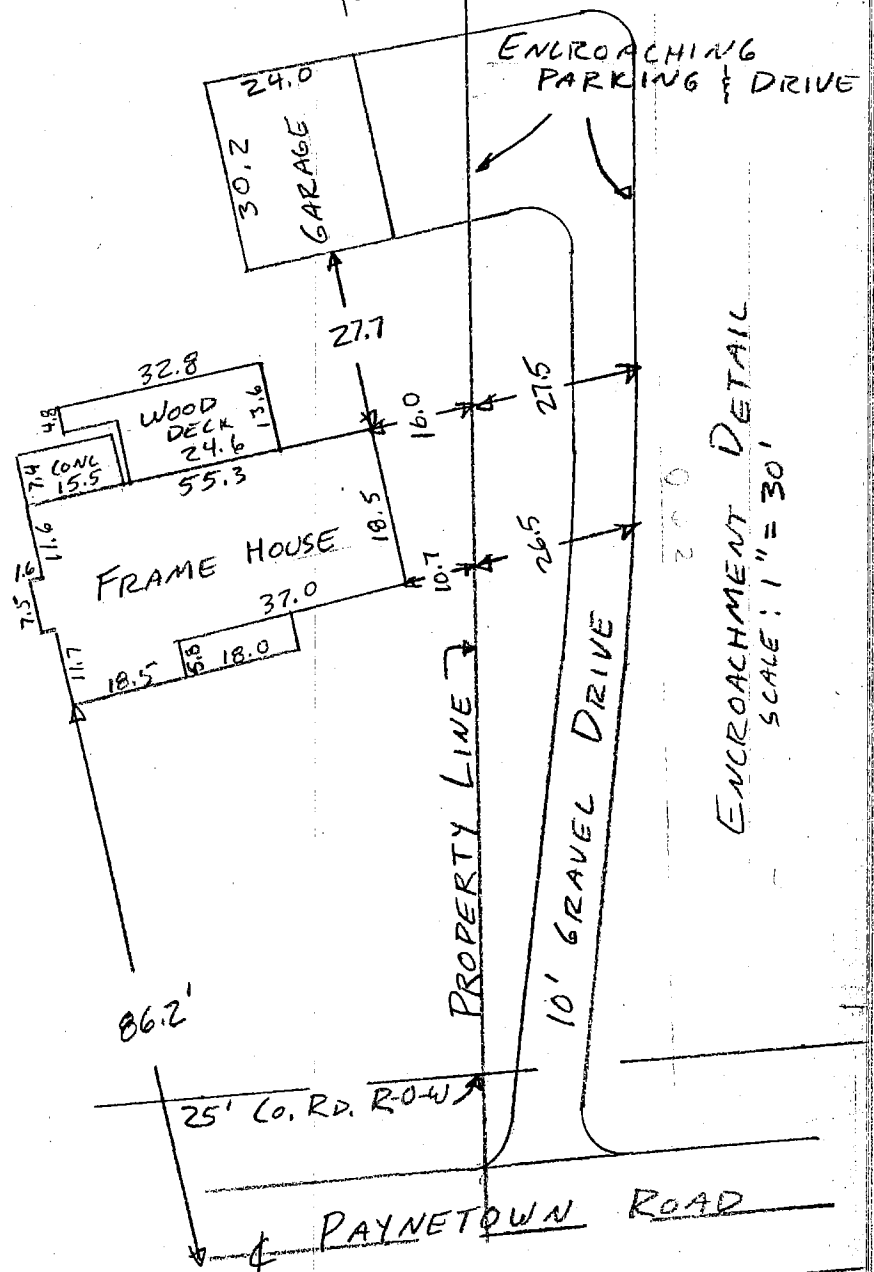 ENCROACHING
PARKING & DRIVE
24.0
30.2
GARAGE
27.7
32.8
4.8
WOOD
DECK
13.6
24.6
16.0
27.5
7.4
CONC
15.5
55.3
11.6
18.5
FRAME HOUSE
1.6
7.5
10.7
26.5
37.0
11.7
18.5
5.8
18.0
PROPERTY LINE
10' GRAVEL DRIVE
ENCROACHMENT DETAIL
SCALE: 1" = 30'
86.2'
25' CO. RD. R-O-W
℄ PAYNETOWN ROAD